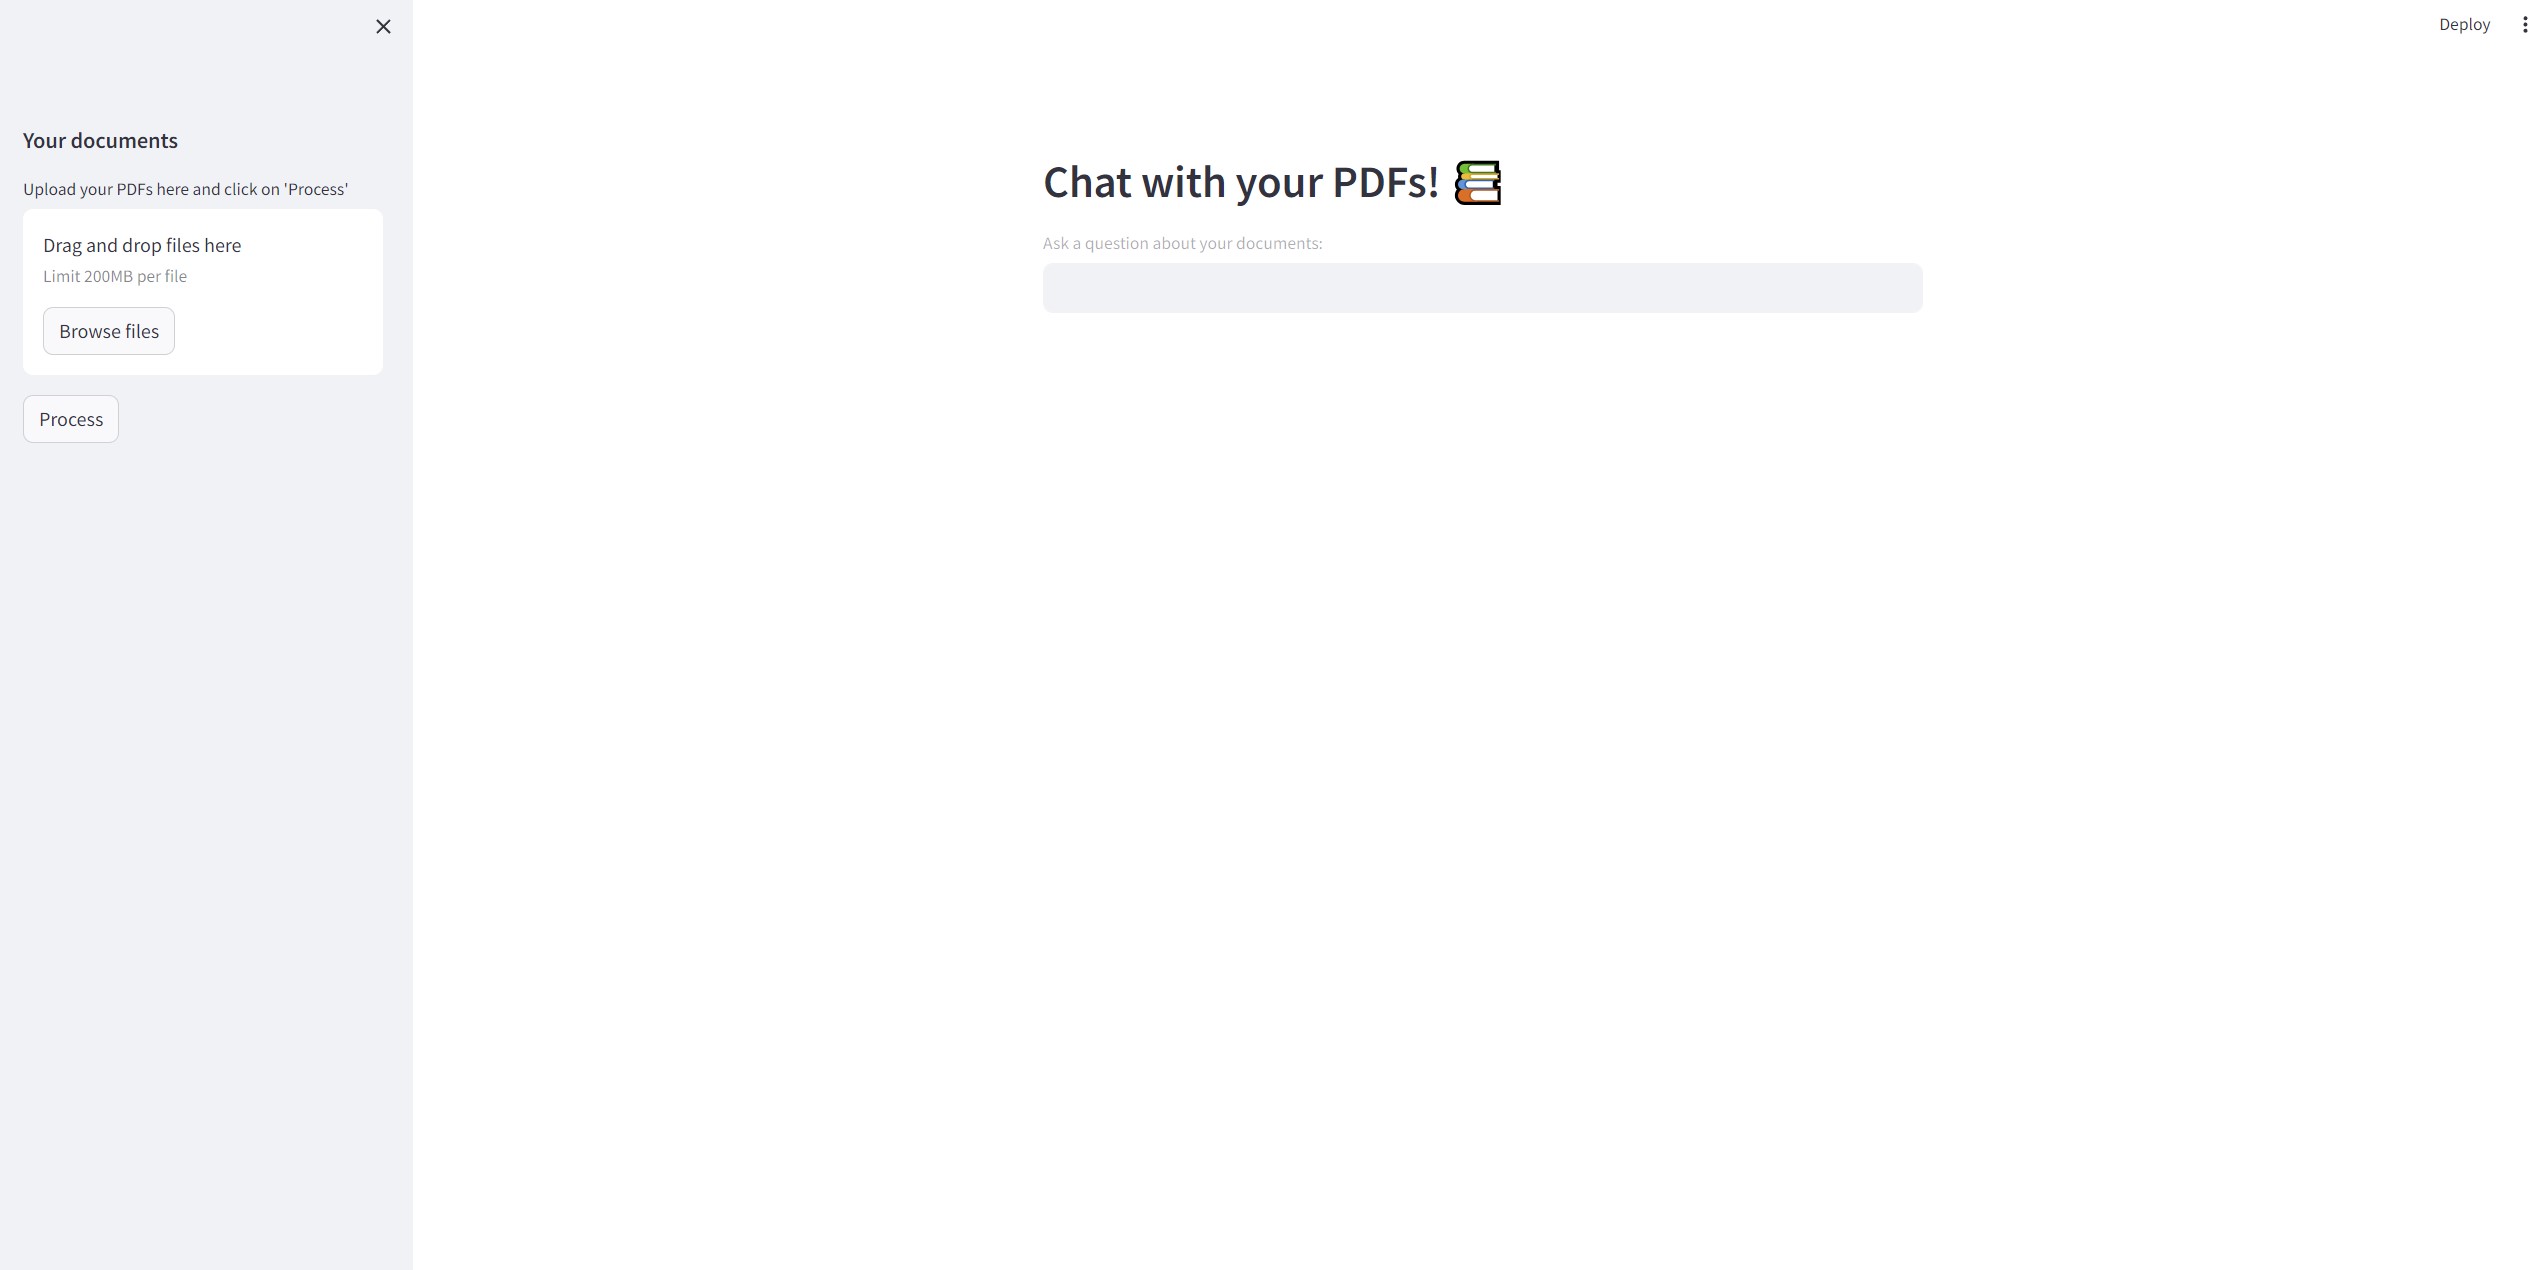 Deploy
Your documents
Upload your PDFs here and click on 'Process'
Drag and drop files here
Limit 200MB per file
Browse files
Process
Chat with your PDFs! 📚
Ask a question about your documents: